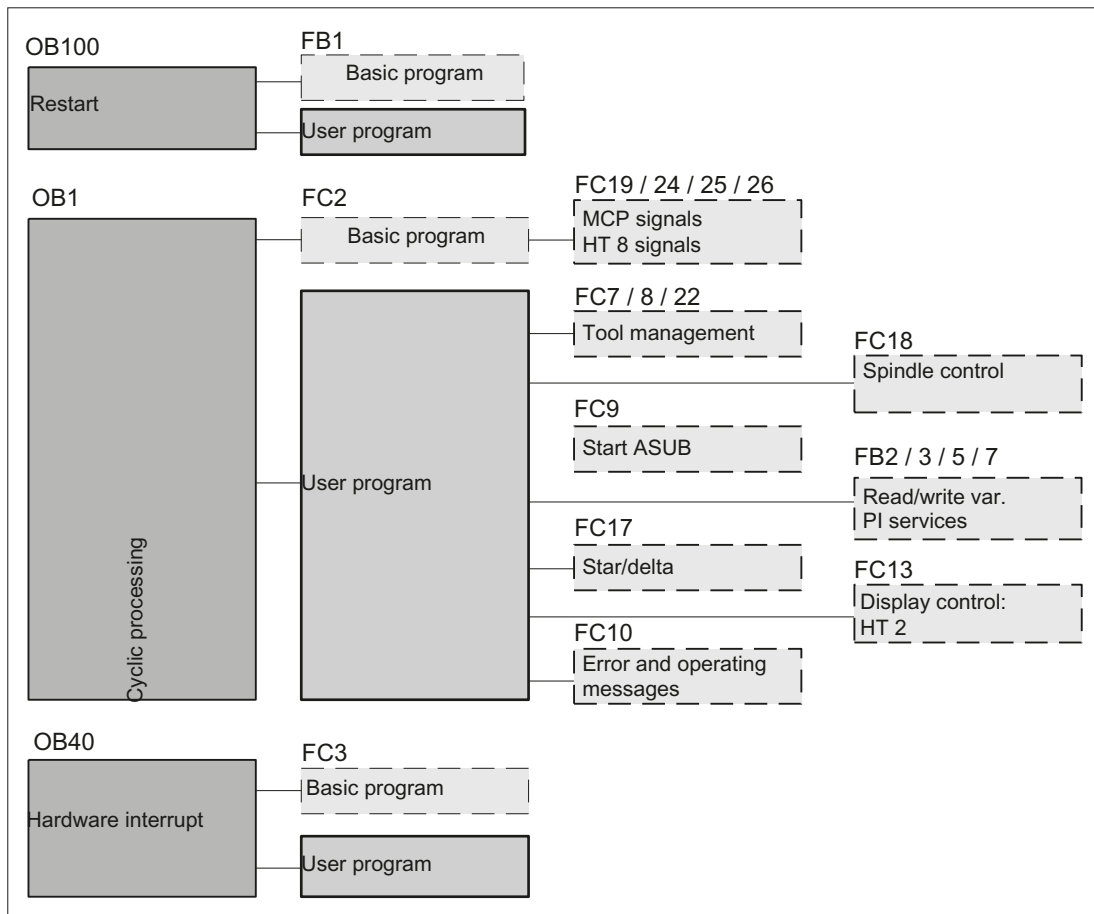 OB100
FB1
Basic program
Restart
User program
OB1
FC2
Basic program
FC19 / 24 / 25 / 26
MCP signals
HT 8 signals
FC7 / 8 / 22
Tool management
FC18
Spindle control
FC9
Start ASUB
User program
FB2 / 3 / 5 / 7
Read/write var.
PI services
FC17
Star/delta
FC13
Display control:
HT 2
FC10
Error and operating
messages
Cyclic processing
OB40
FC3
Basic program
Hardware interrupt
User program